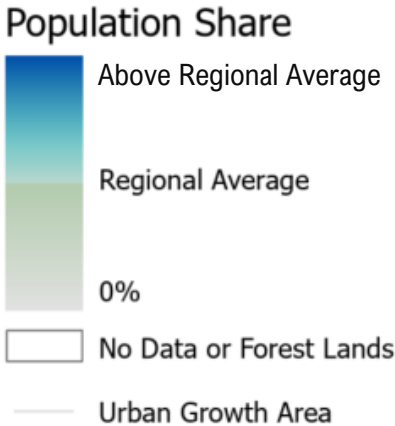 Population Share
Above Regional Average
Regional Average
0%
No Data or Forest Lands
Urban Growth Area